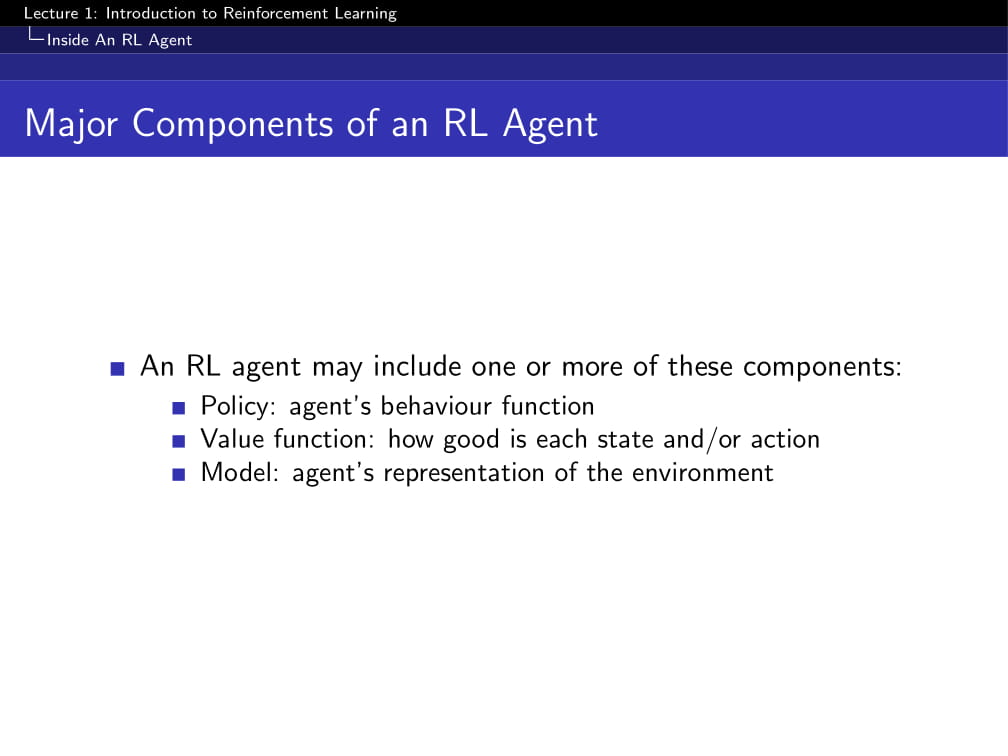 Lecture 1: Introduction to Reinforcement Learning
Inside An RL Agent
Major Components of an RL Agent
An RL agent may include one or more of these components:
Policy: agent's behaviour function
Value function: how good is each state and/or action
Model: agent's representation of the environment